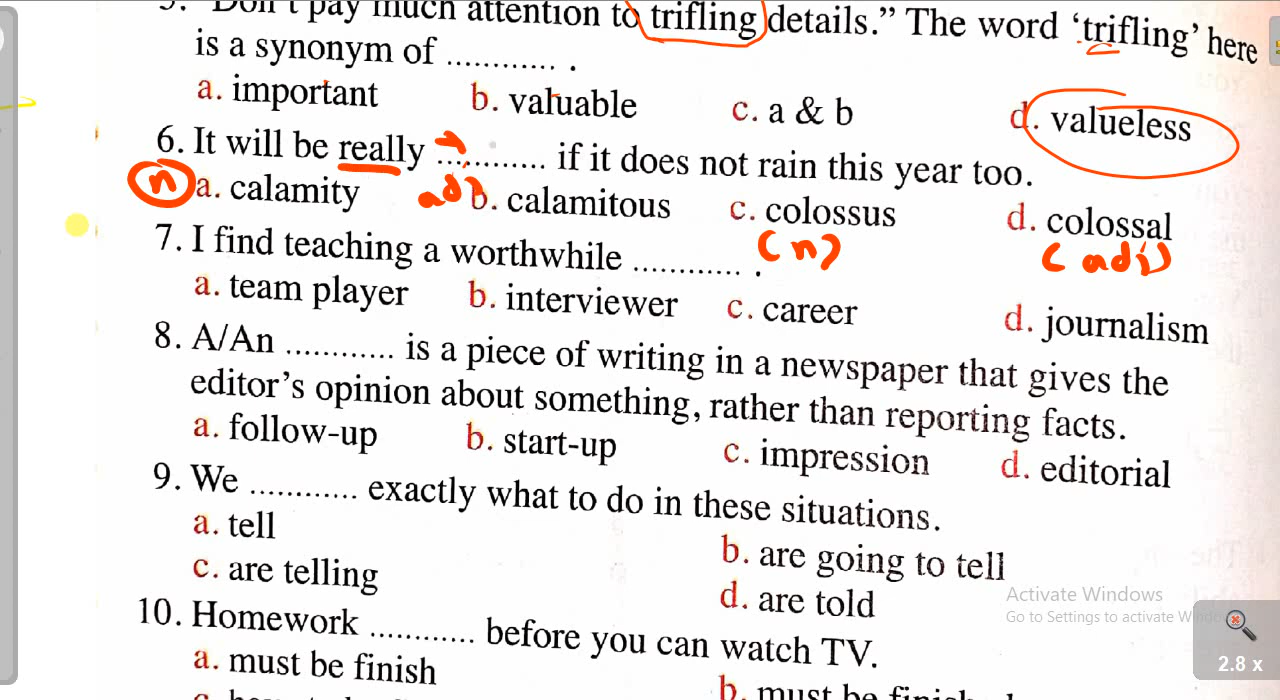 5. "Don't pay much attention to trifling details." The word 'trifling' here
is a synonym of ............ .
a. important b. valuable c. a & b d. valueless
6. It will be really ............ if it does not rain this year too.
n a. calamity adj b. calamitous c. colossus d. colossal
(n) (adj)
7. I find teaching a worthwhile ............ .
a. team player b. interviewer c. career d. journalism
8. A/An ............ is a piece of writing in a newspaper that gives the
editor's opinion about something, rather than reporting facts.
a. follow-up b. start-up c. impression d. editorial
9. We ............ exactly what to do in these situations.
a. tell b. are going to tell
c. are telling d. are told
10. Homework ............ before you can watch TV.
a. must be finish b. must be finished
Activate Windows
Go to Settings to activate Windows
2.8 x